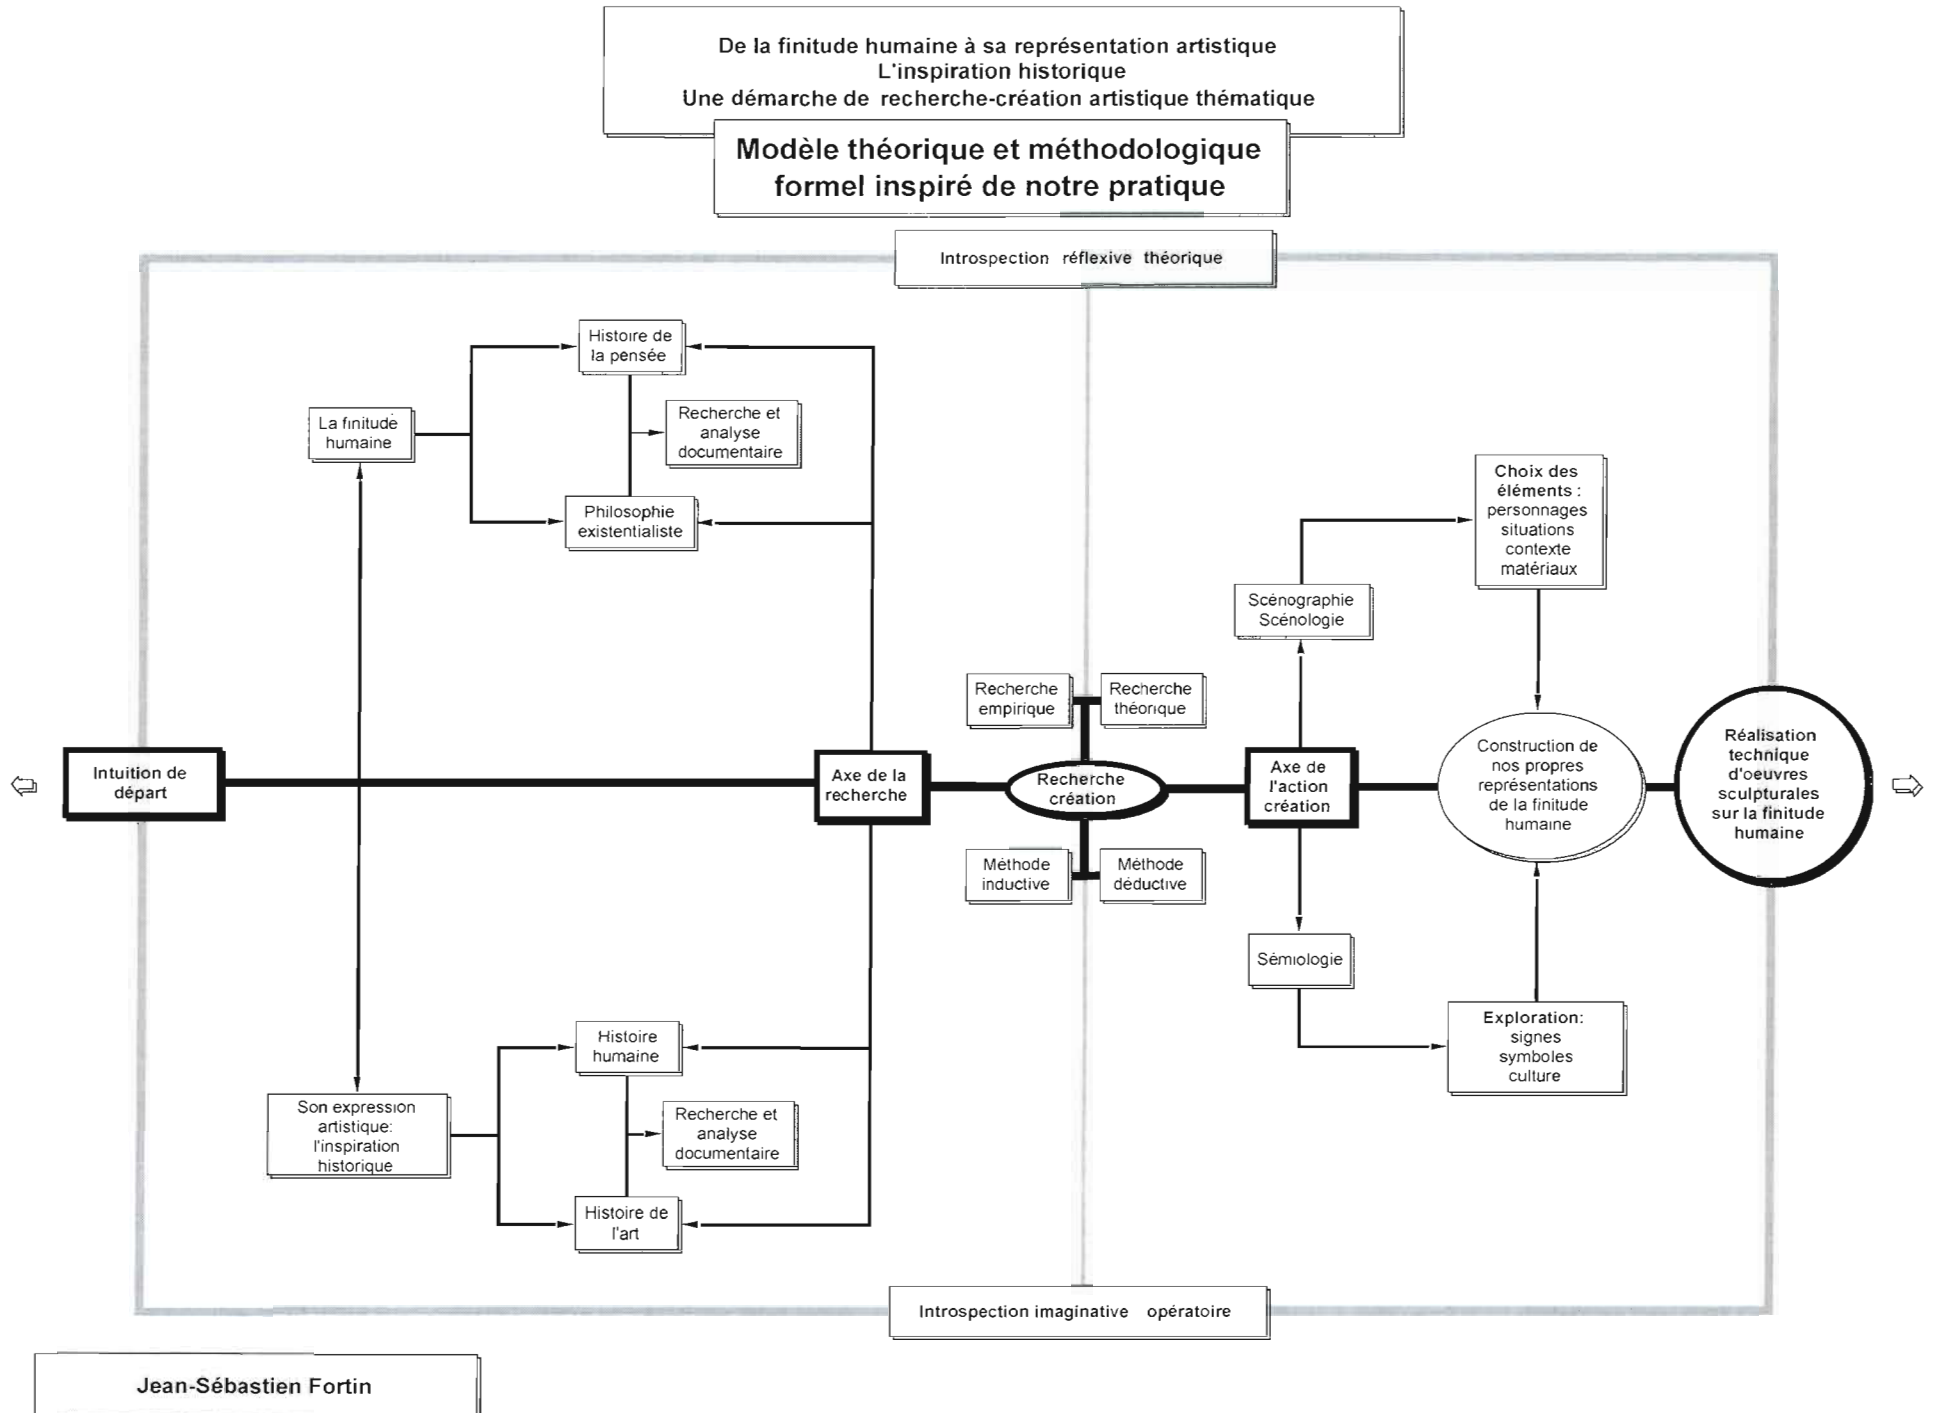 De la finitude humaine à sa représentation artistique
L'inspiration historique
Une démarche de recherche-création artistique thématique
Modèle théorique et méthodologique
formel inspiré de notre pratique
Introspection réflexive théorique
Histoire de
la pensée
La finitude
humaine
Recherche et
analyse
documentaire
Philosophie
existentialiste
Choix des
éléments :
personnages
situations
contexte
matériaux
Scénographie
Scénologie
Recherche
empirique
Recherche
théorique
Intuition de
départ
Axe de la
recherche
Recherche
création
Axe de
l'action
création
Construction de
nos propres
représentations
de la finitude
humaine
Réalisation
technique
d'oeuvres
sculpturales
sur la finitude
humaine
Méthode
inductive
Méthode
déductive
Sémiologie
Exploration:
signes
symboles
culture
Histoire
humaine
Son expression
artistique:
l'inspiration
historique
Recherche et
analyse
documentaire
Histoire de
l'art
Introspection imaginative opératoire
Jean-Sébastien Fortin